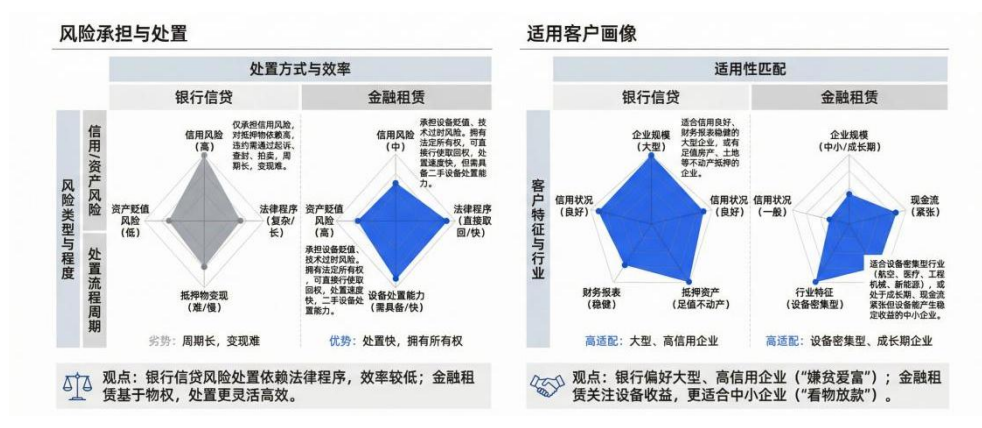 风险承担与处置
处置方式与效率
银行信贷
金融租赁
风险类型与程度
信用/资产风险
处置流程周期
信用风险
(高)
仅承担信用风险,
对抵押物依赖高,
违约需通过起诉、
查封、拍卖,周
期长,变现难。
资产贬值
风险
(低)
法律程序
(复杂/
长)
抵押物变现
(难/慢)
劣势:周期长,变现难
信用风险
(中)
承担设备贬值、技
术过时风险。拥有
法定所有权,可直
接行使取回权,处
置速度快,但需具
备二手设备处置能
力。
资产贬值
风险
(高)
法律程序
(直接取
回/快)
承担设备贬值、
技术过时风险。
拥有法定所有权
,可直接行使取
回权,处置速度
快,二手设备处
置能力。
设备处置能力
(需具备/快)
优势:处置快,拥有所有权
观点:银行信贷风险处置依赖法律程序,效率较低;金融租
赁基于物权,处置更灵活高效。
适用客户画像
适用性匹配
银行信贷
金融租赁
客户特征与行业
企业规模
(大型)
适合信用良好、
财务报表稳健的
大型企业,或有
足值房产、土地
等不动产抵押的
企业。
信用状况
(良好)
信用状况
(良好)
财务报表
(稳健)
抵押资产
(足值不动产)
高适配:大型、高信用企业
企业规模
(中小/成长期)
信用状况
(一般)
现金流
(紧张)
行业特征
(设备密集型)
适合设备密集型行业
(航空、医疗、工程
机械、新能源),或
处于成长期、现金流
紧张但设备能产生稳
定收益的中小企业。
高适配:设备密集型、成长期企业
观点:银行偏好大型、高信用企业(“嫌贫爱富”);金融租
赁关注设备收益,更适合中小企业(“看物放款”)。